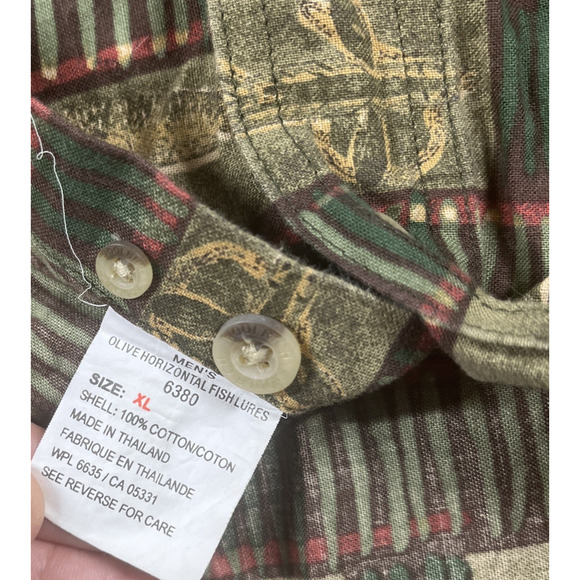 MEN'S
OLIVE HORIZONTAL FISH LURES
6380
SIZE: XL
SHELL: 100% COTTON/COTON
MADE IN THAILAND
FABRIQUE EN THAILANDE
WPL 6635 / CA 05331
SEE REVERSE FOR CARE